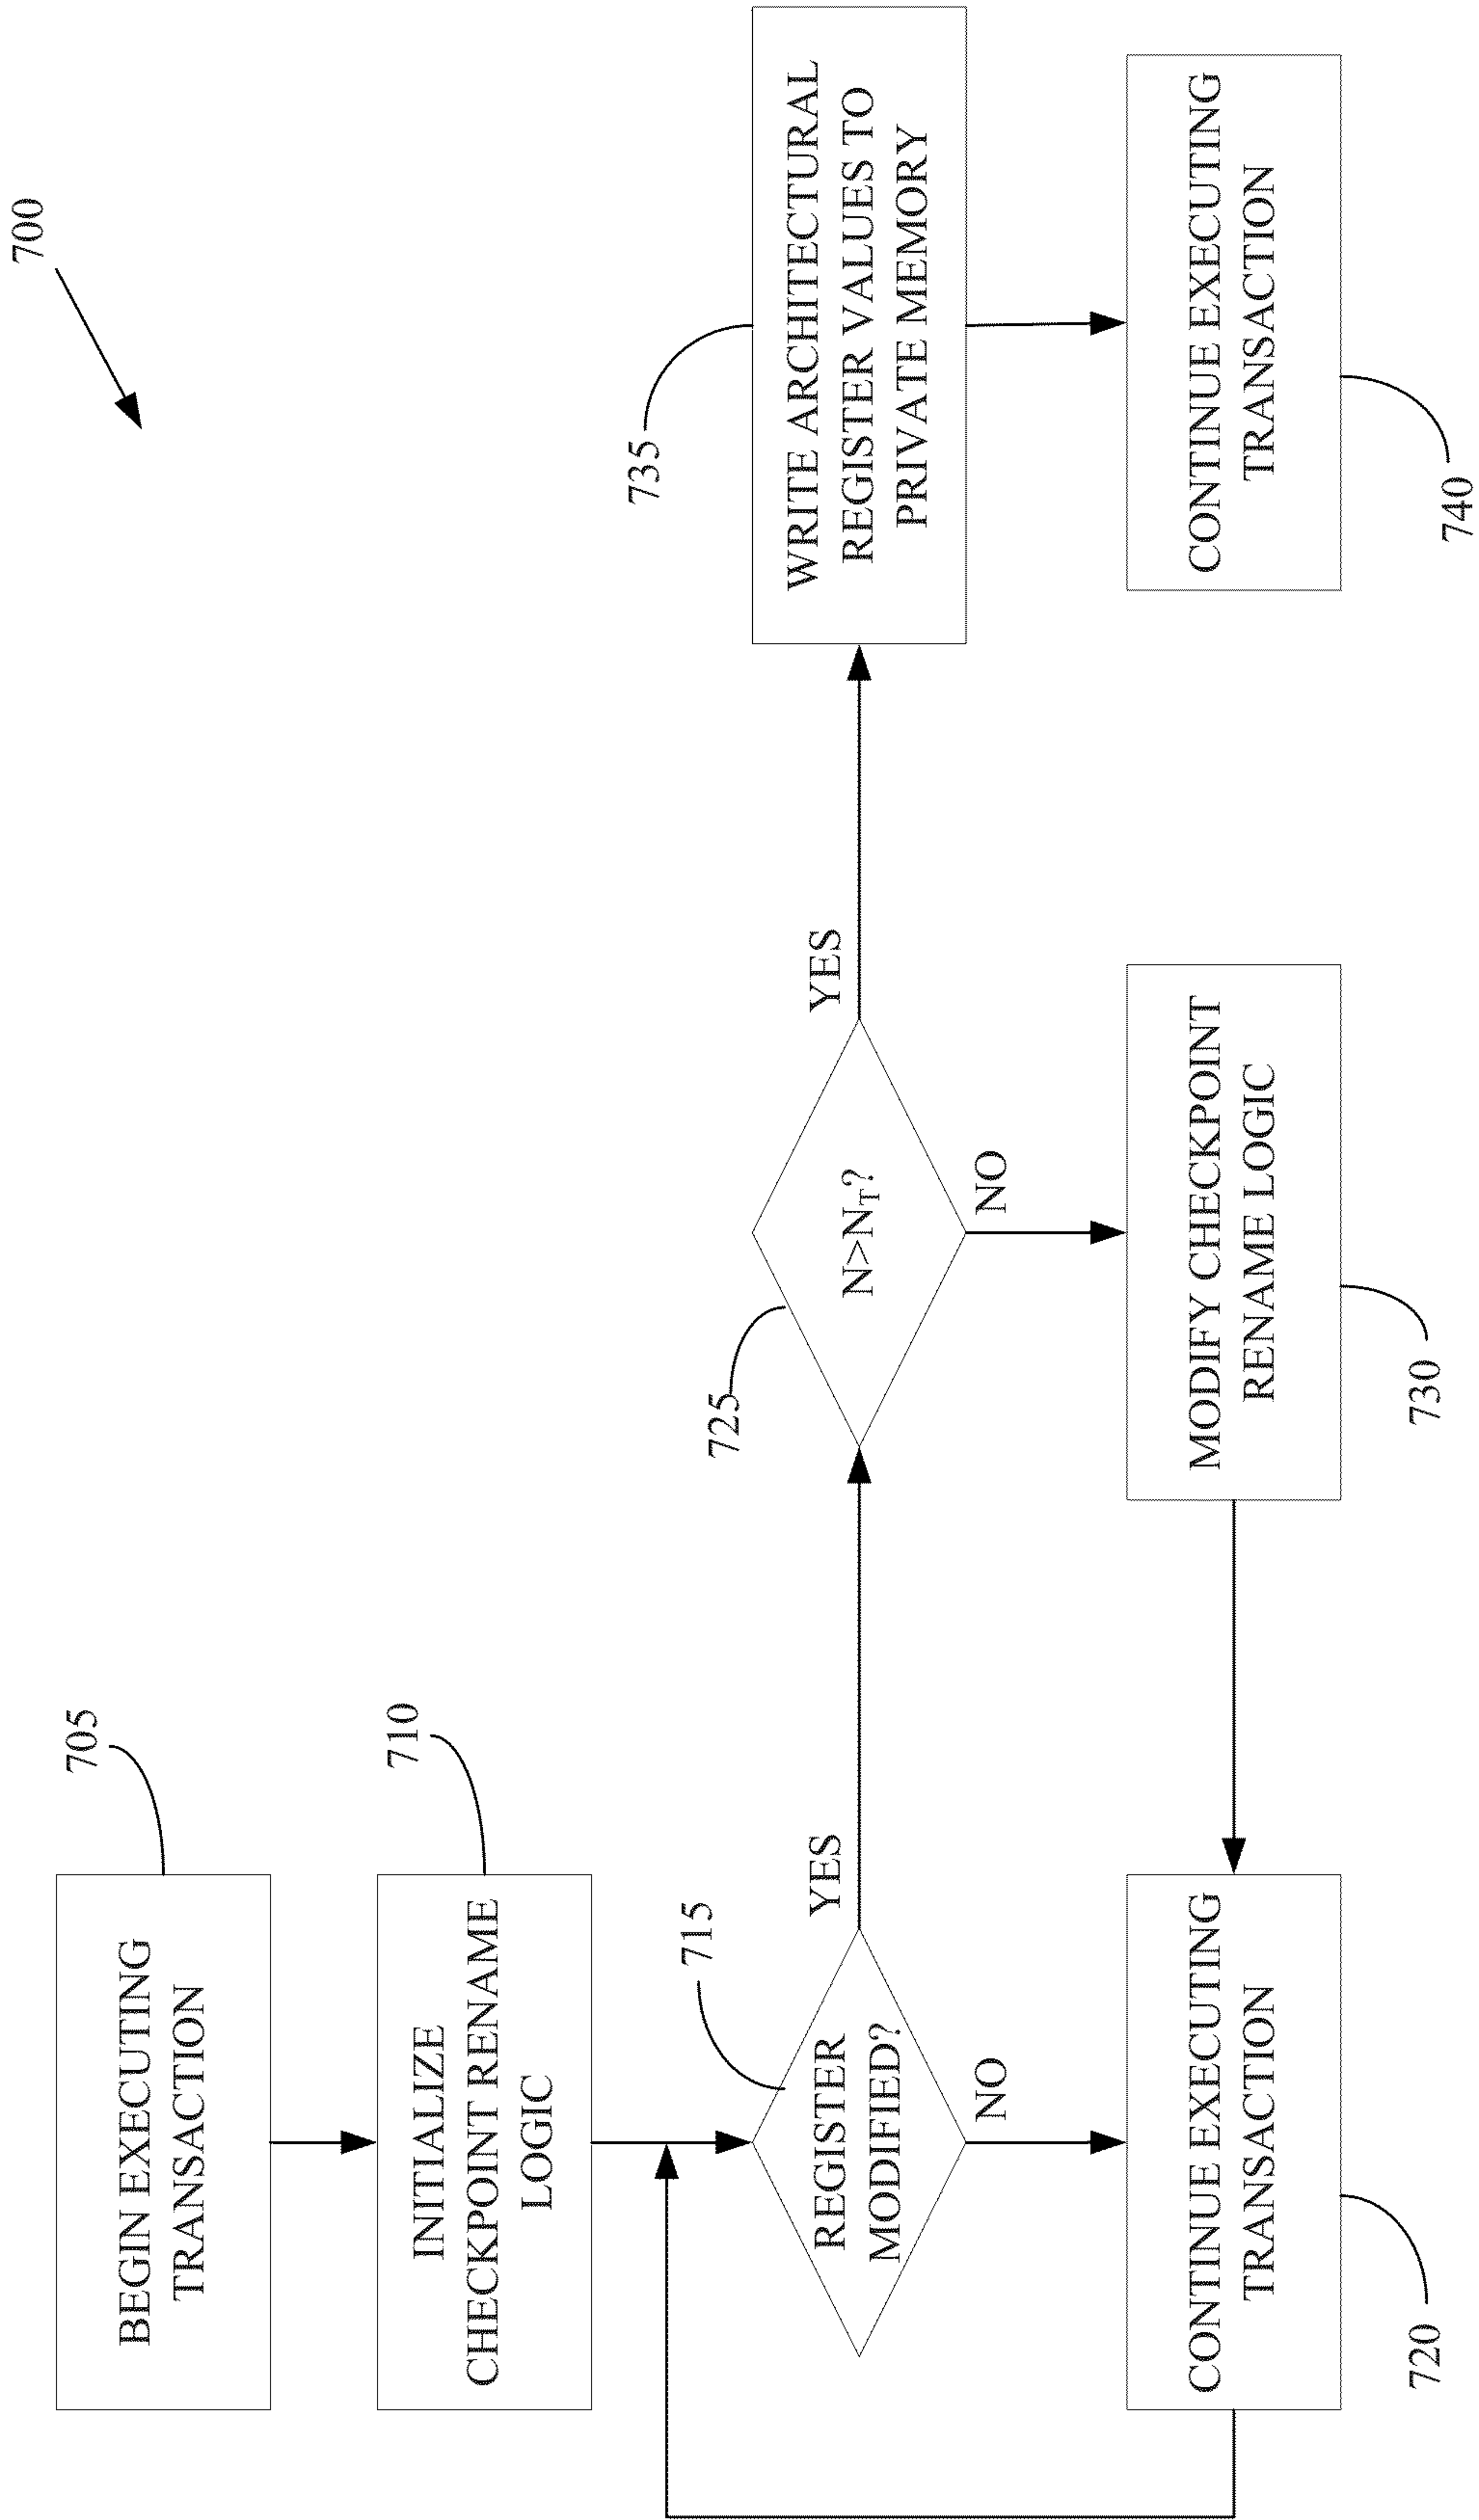 700
705
BEGIN EXECUTING
TRANSACTION
710
INITIALIZE
CHECKPOINT RENAME
LOGIC
715
REGISTER
MODIFIED?
YES
NO
720
CONTINUE EXECUTING
TRANSACTION
725
N>N_T?
YES
NO
730
MODIFY CHECKPOINT
RENAME LOGIC
735
WRITE ARCHITECTURAL
REGISTER VALUES TO
PRIVATE MEMORY
740
CONTINUE EXECUTING
TRANSACTION